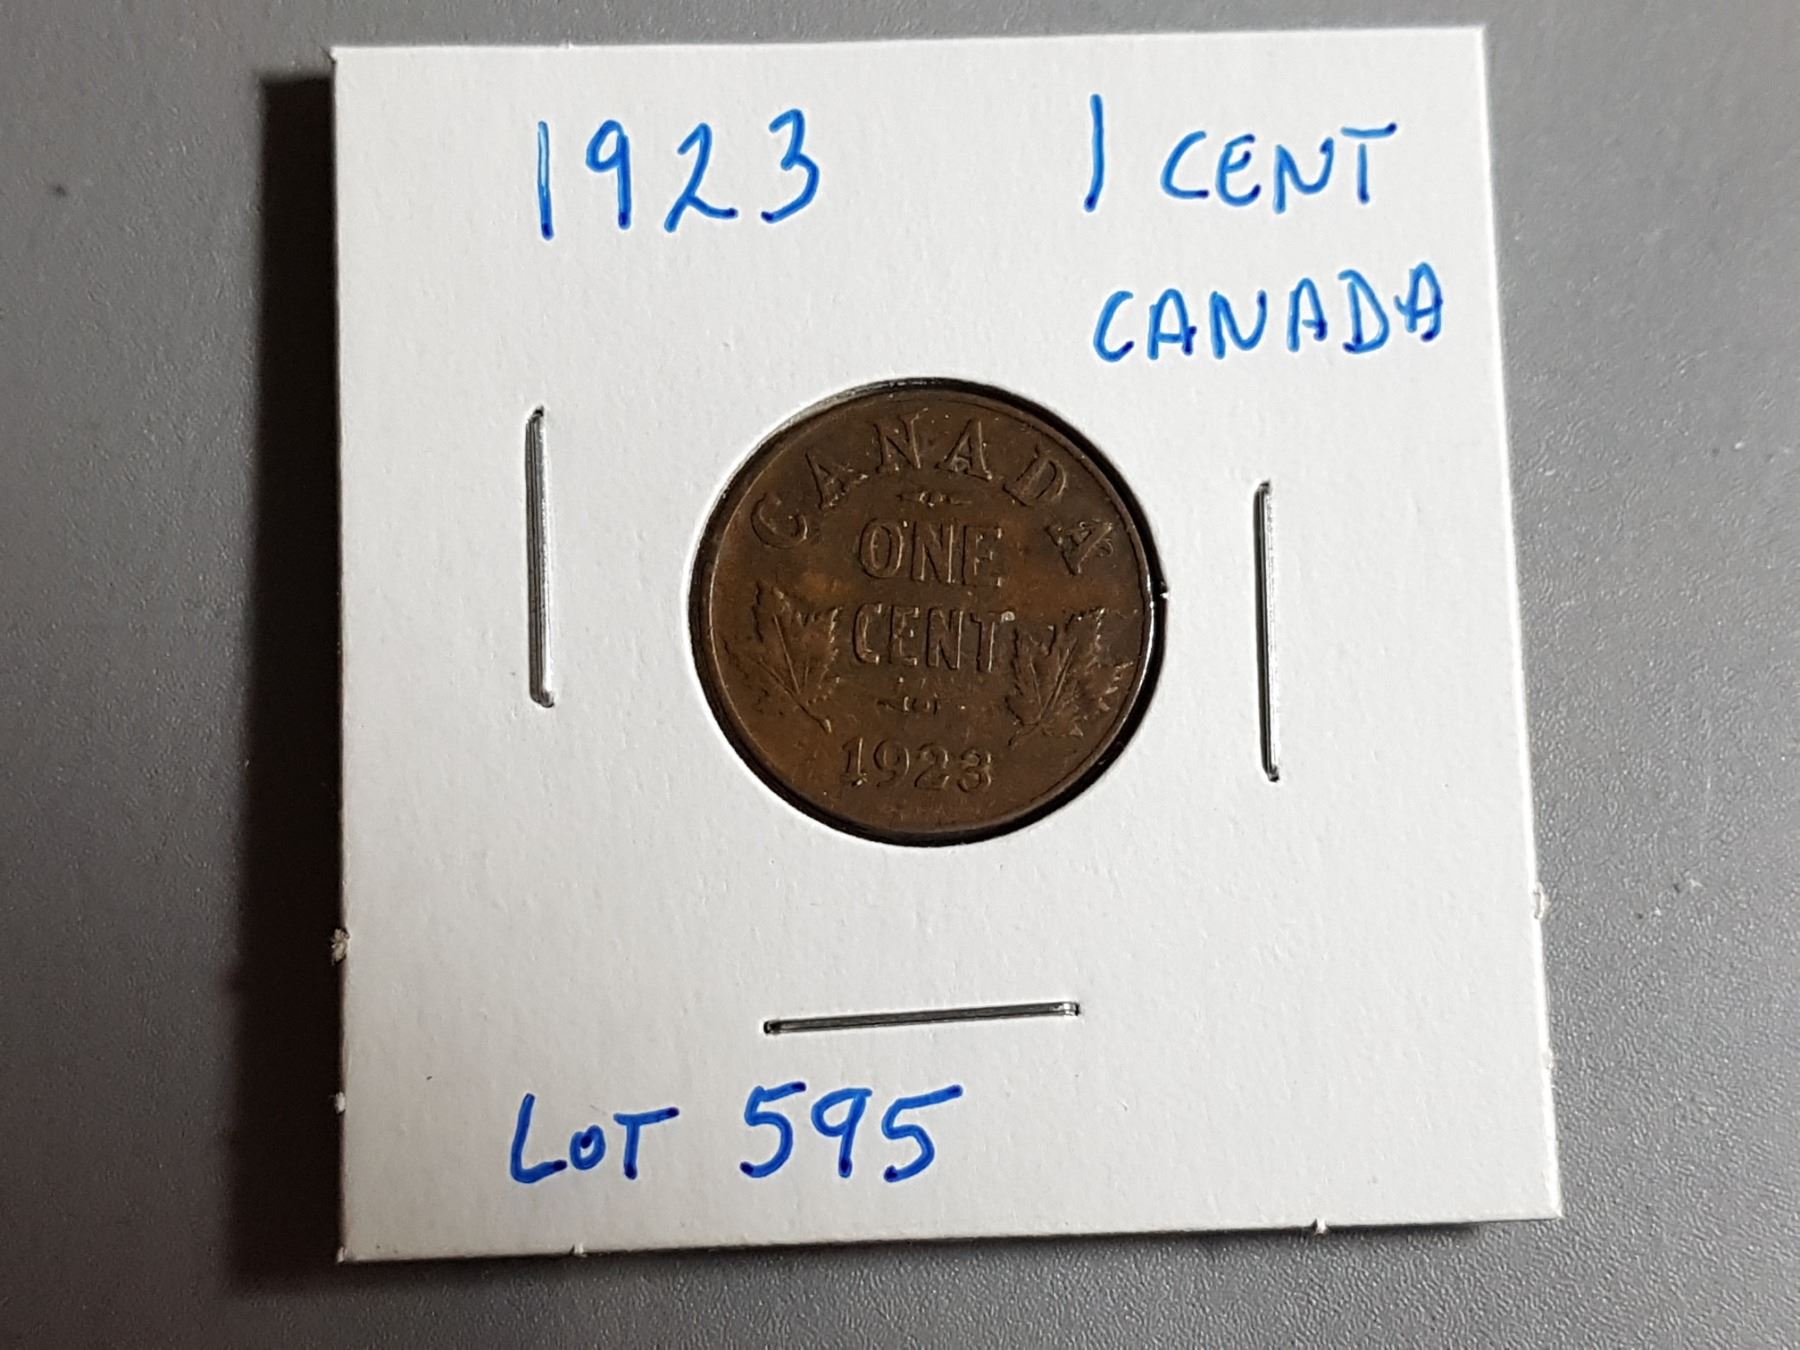 1923 1 CENT
CANADA
CANADA
ONE
CENT
1923
LOT 595